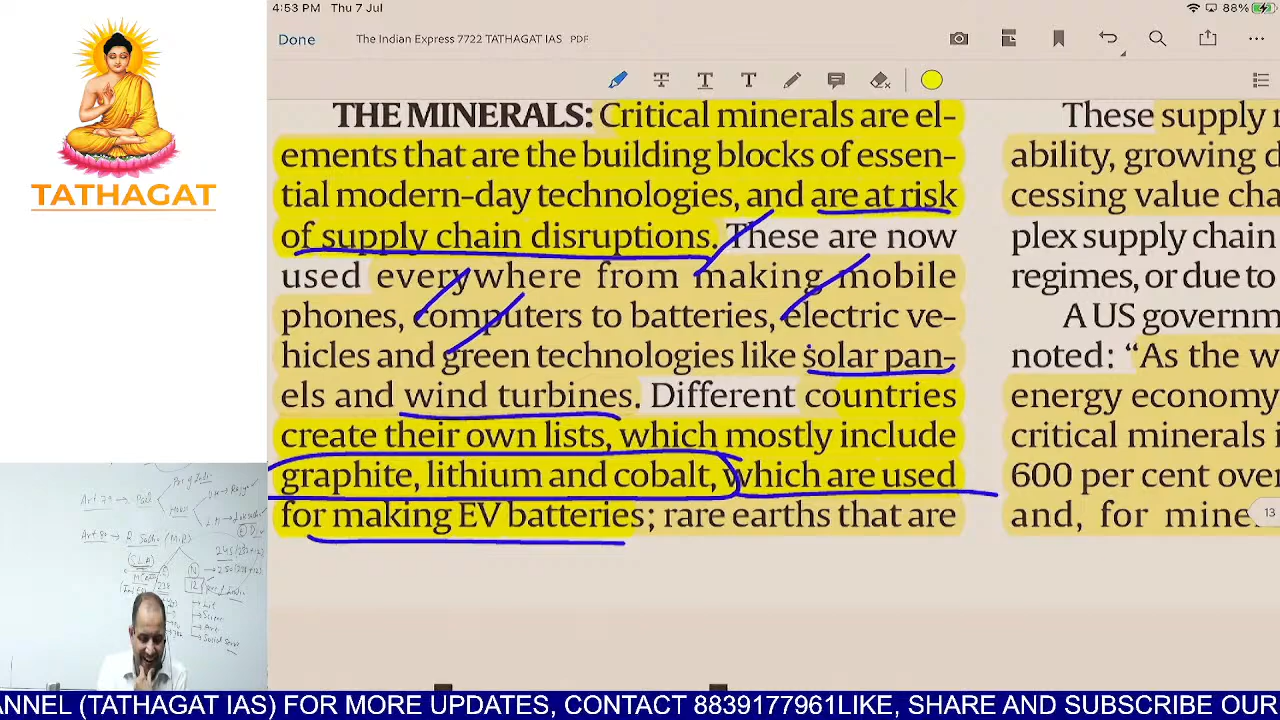 4:53 PM Thu 7 Jul
88%
Done
The Indian Express 7722 TATHAGAT IAS PDF
TATHAGAT
THE MINERALS: Critical minerals are el-
ements that are the building blocks of essen-
tial modern-day technologies, and are at risk
of supply chain disruptions. These are now
used everywhere from making mobile
phones, computers to batteries, electric ve-
hicles and green technologies like solar pan-
els and wind turbines. Different countries
create their own lists, which mostly include
graphite, lithium and cobalt, which are used
for making EV batteries; rare earths that are
These supply
ability, growing d
cessing value cha
plex supply chain
regimes, or due to
A US governm
noted: “As the w
energy economy
critical minerals i
600 per cent over
and, for mine
13
ANNEL (TATHAGAT IAS) FOR MORE UPDATES, CONTACT 8839177961LIKE, SHARE AND SUBSCRIBE OUR